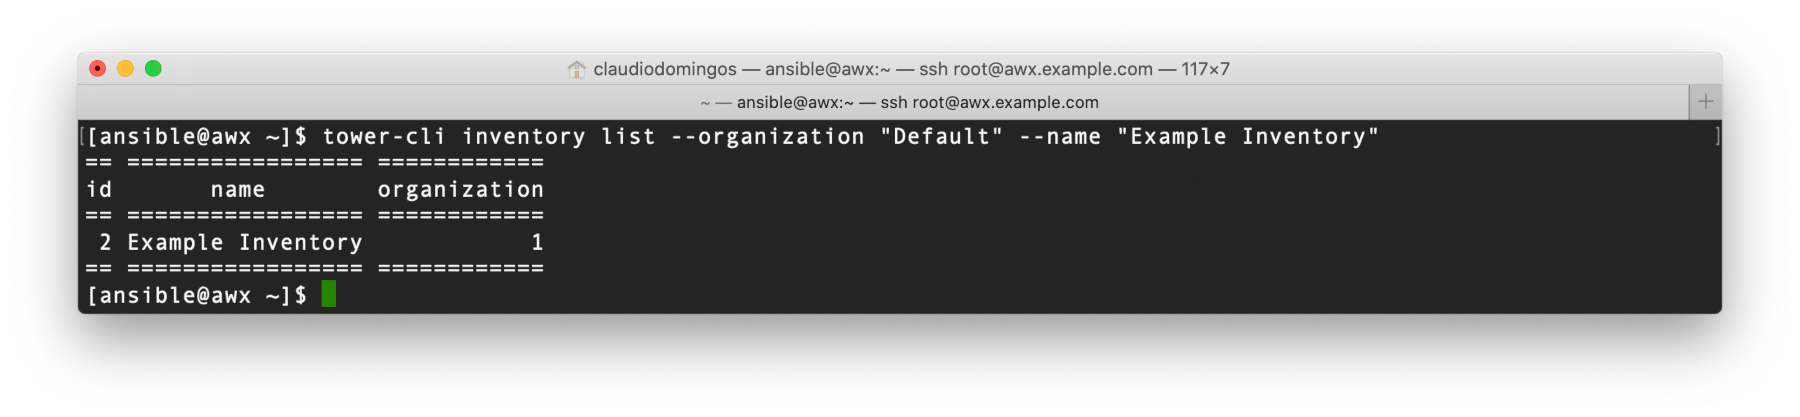 claudiodomingos — ansible@awx:~ — ssh root@awx.example.com — 117×7
~ — ansible@awx:~ — ssh root@awx.example.com
+
[[ansible@awx ~]$ tower-cli inventory list --organization "Default" --name "Example Inventory" ]
== ================= ============
id       name        organization
== ================= ============
 2 Example Inventory            1
== ================= ============
[ansible@awx ~]$